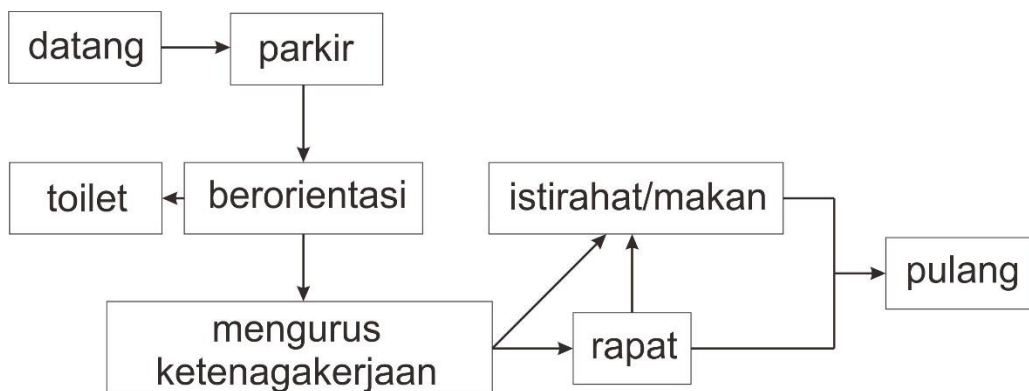 datang
parkir
toilet
berorientasi
istirahat/makan
pulang
mengurus
ketenagakerjaan
rapat